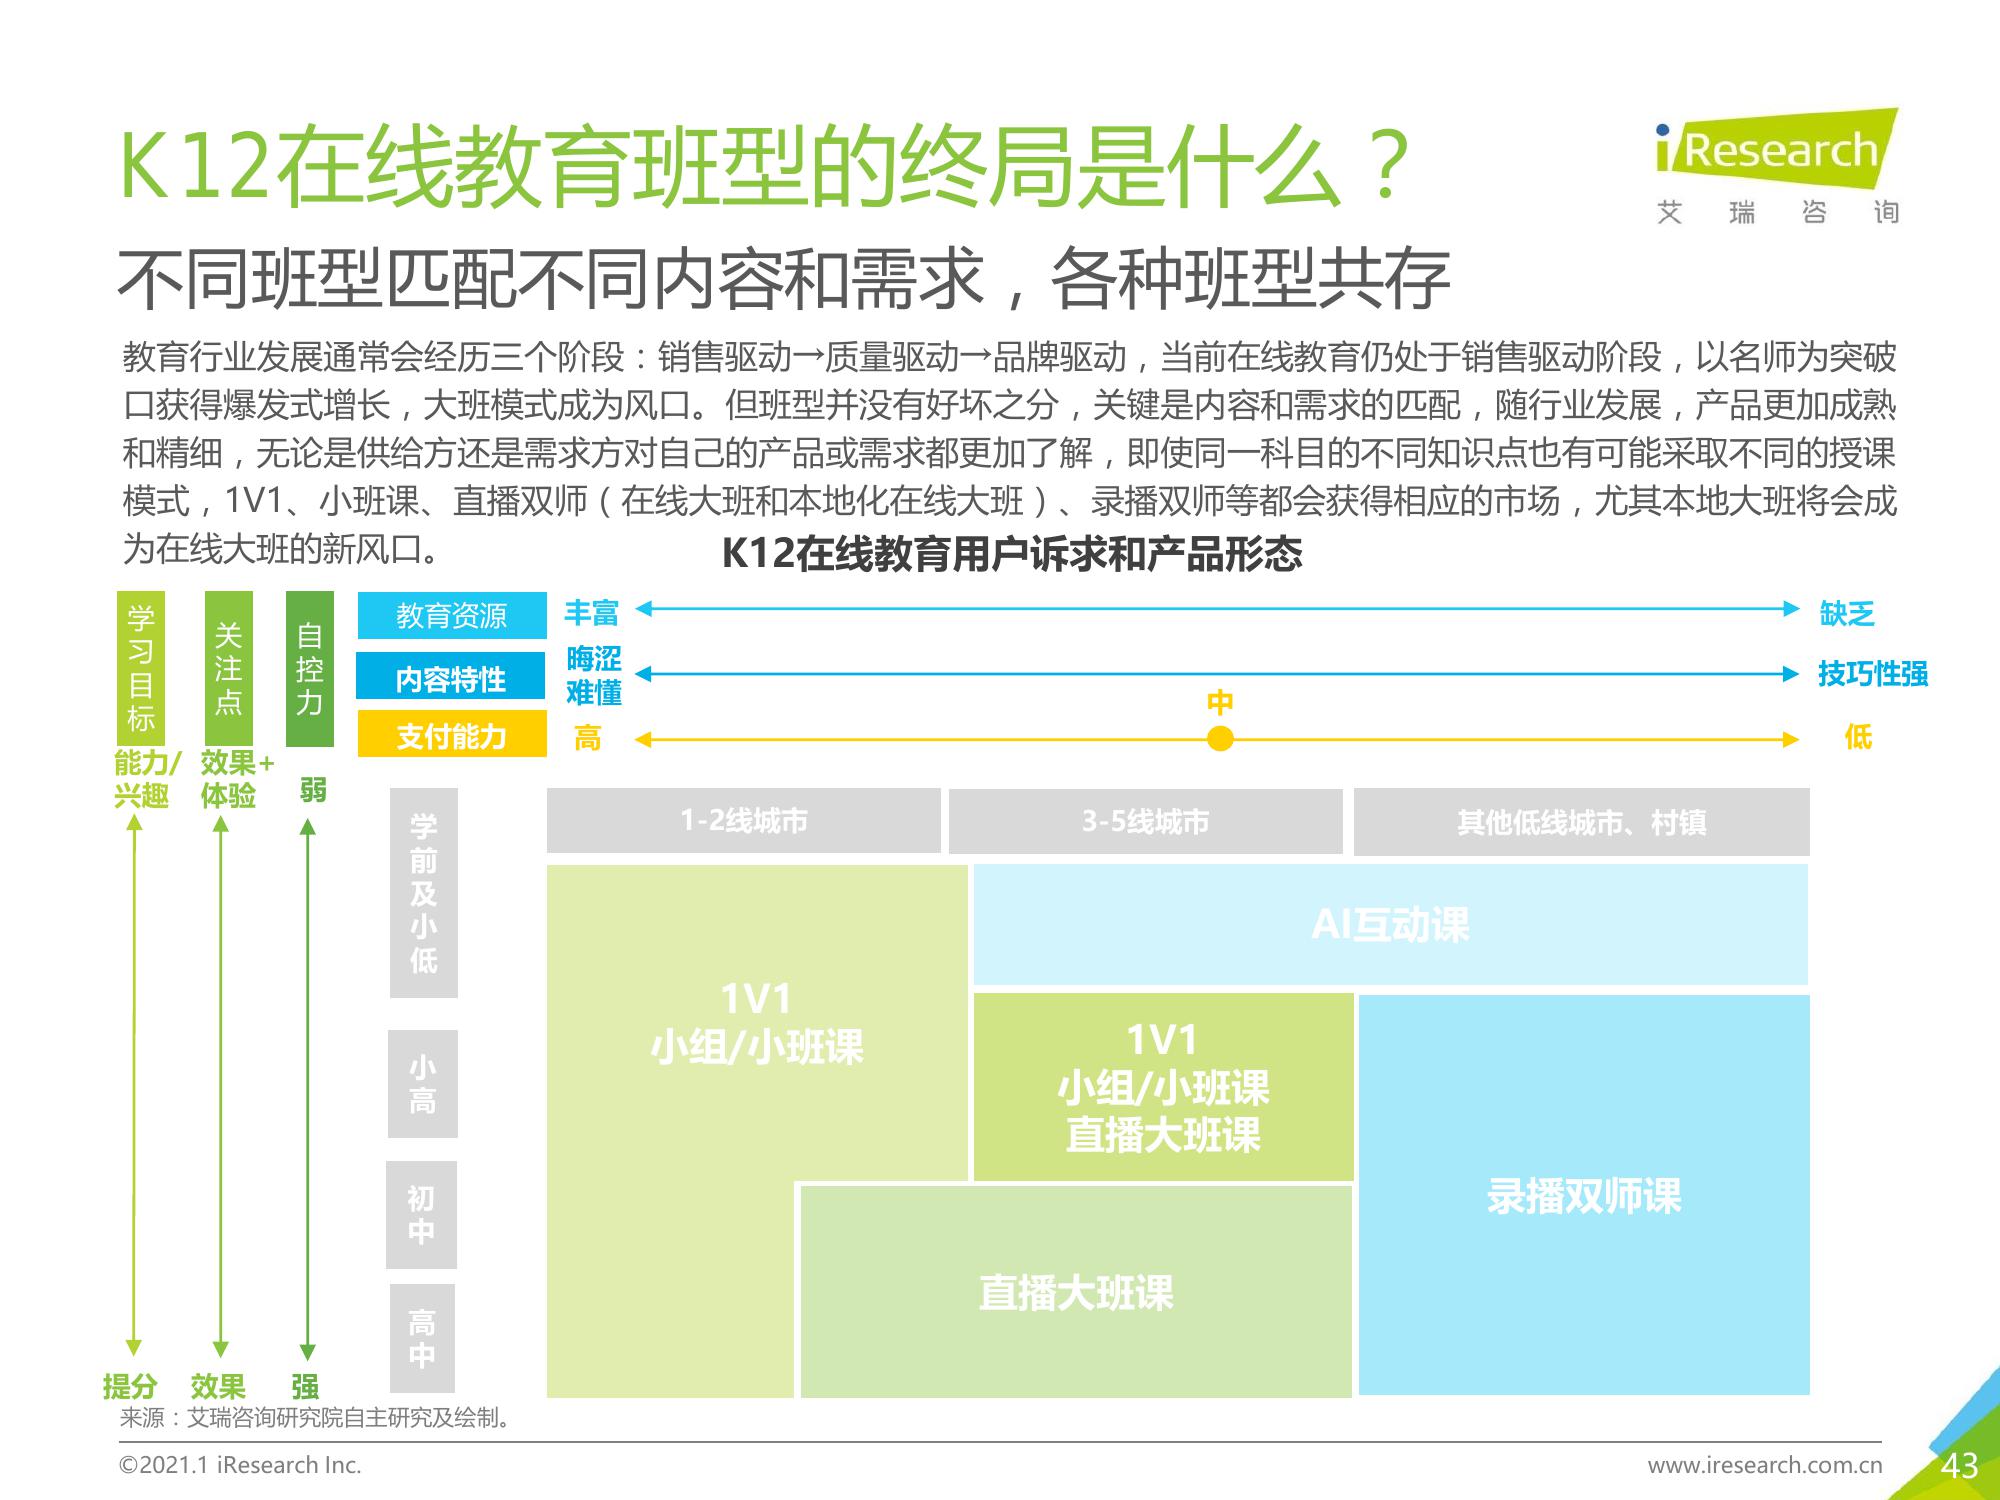 K12在线教育班型的终局是什么？
iResearch
艾瑞咨询
不同班型匹配不同内容和需求，各种班型共存
教育行业发展通常会经历三个阶段：销售驱动→质量驱动→品牌驱动，当前在线教育仍处于销售驱动阶段，以名师为突破
口获得爆发式增长，大班模式成为风口。但班型并没有好坏之分，关键是内容和需求的匹配，随行业发展，产品更加成熟
和精细，无论是供给方还是需求方对自己的产品或需求都更加了解，即使同一科目的不同知识点也有可能采取不同的授课
模式，1V1、小班课、直播双师（在线大班和本地化在线大班）、录播双师等都会获得相应的市场，尤其本地大班将会成
为在线大班的新风口。
K12在线教育用户诉求和产品形态
学习目标
关注点
自控力
教育资源
丰富
缺乏
内容特性
晦涩
难懂
技巧性强
支付能力
高
中
低
能力/
兴趣
效果+
体验
弱
学前及小低
小高
初中
高中
1-2线城市
3-5线城市
其他低线城市、村镇
AI互动课
1V1
小组/小班课
1V1
小组/小班课
直播大班课
录播双师课
直播大班课
提分
效果
强
来源：艾瑞咨询研究院自主研究及绘制。
©2021.1 iResearch Inc.
www.iresearch.com.cn
43